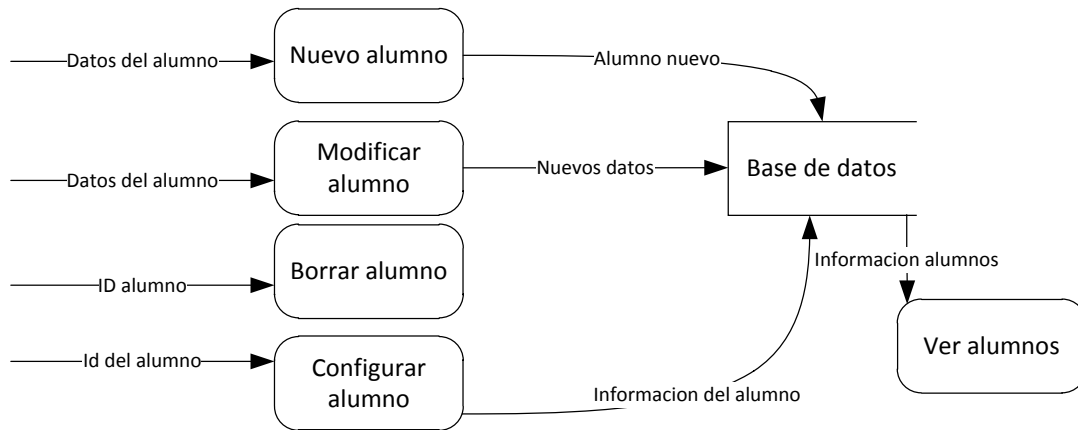 Datos del alumno
Nuevo alumno
Alumno nuevo
Datos del alumno
Modificar
alumno
Nuevos datos
Base de datos
ID alumno
Borrar alumno
Informacion alumnos
Id del alumno
Configurar
alumno
Informacion del alumno
Ver alumnos